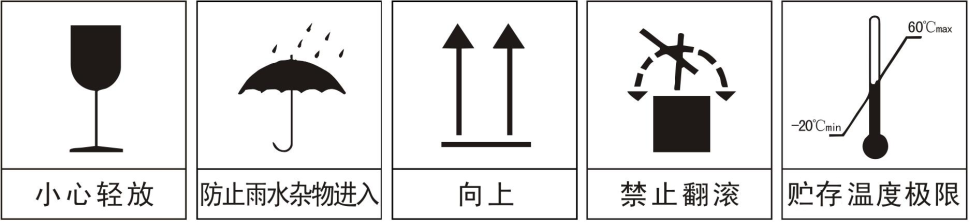 60℃max
-20℃min
小心轻放
防止雨水杂物进入
向上
禁止翻滚
贮存温度极限